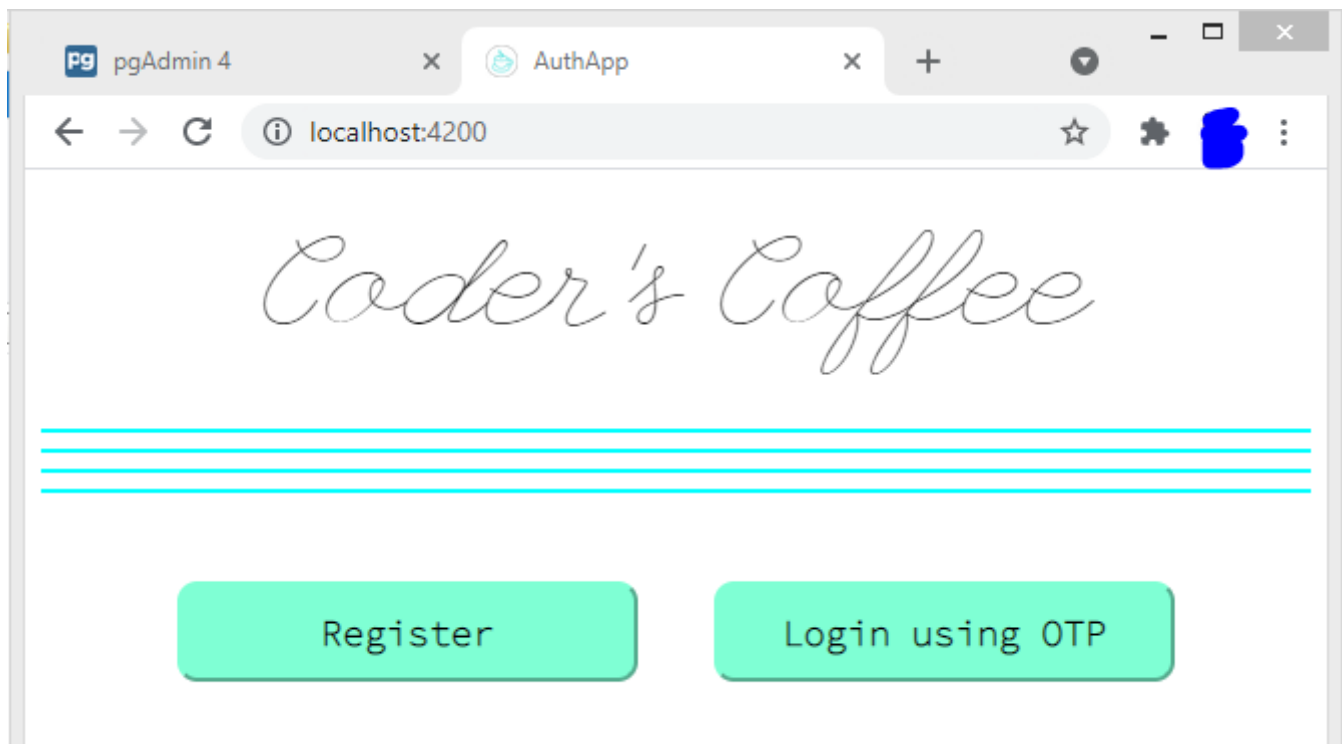 pgAdmin 4 AuthApp
localhost:4200
Coder's Coffee
Register Login using OTP